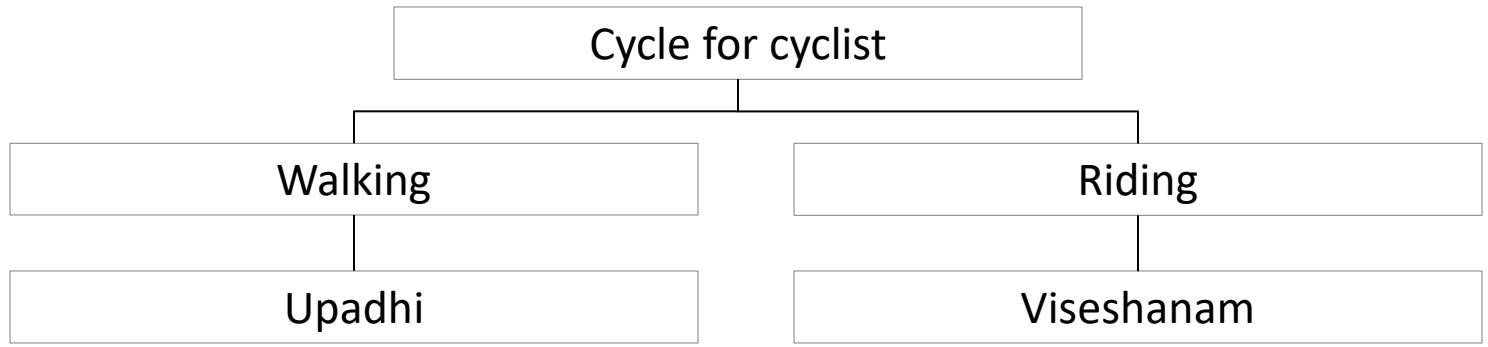 Cycle for cyclist
Walking
Riding
Upadhi
Viseshanam